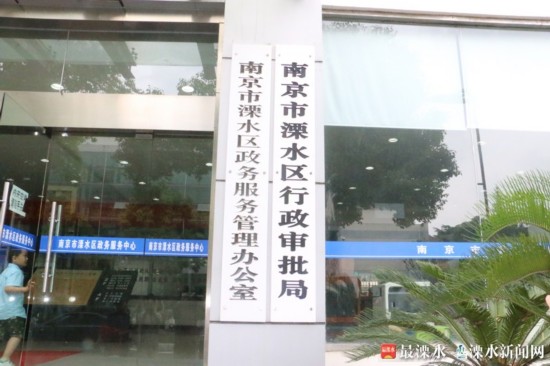 南京市溧水区行政审批局
南京市溧水区政务服务管理办公室
南京市溧水区政务服务中心
南京市溧水区政务服务中心
南京市
最溧水
溧水新闻网